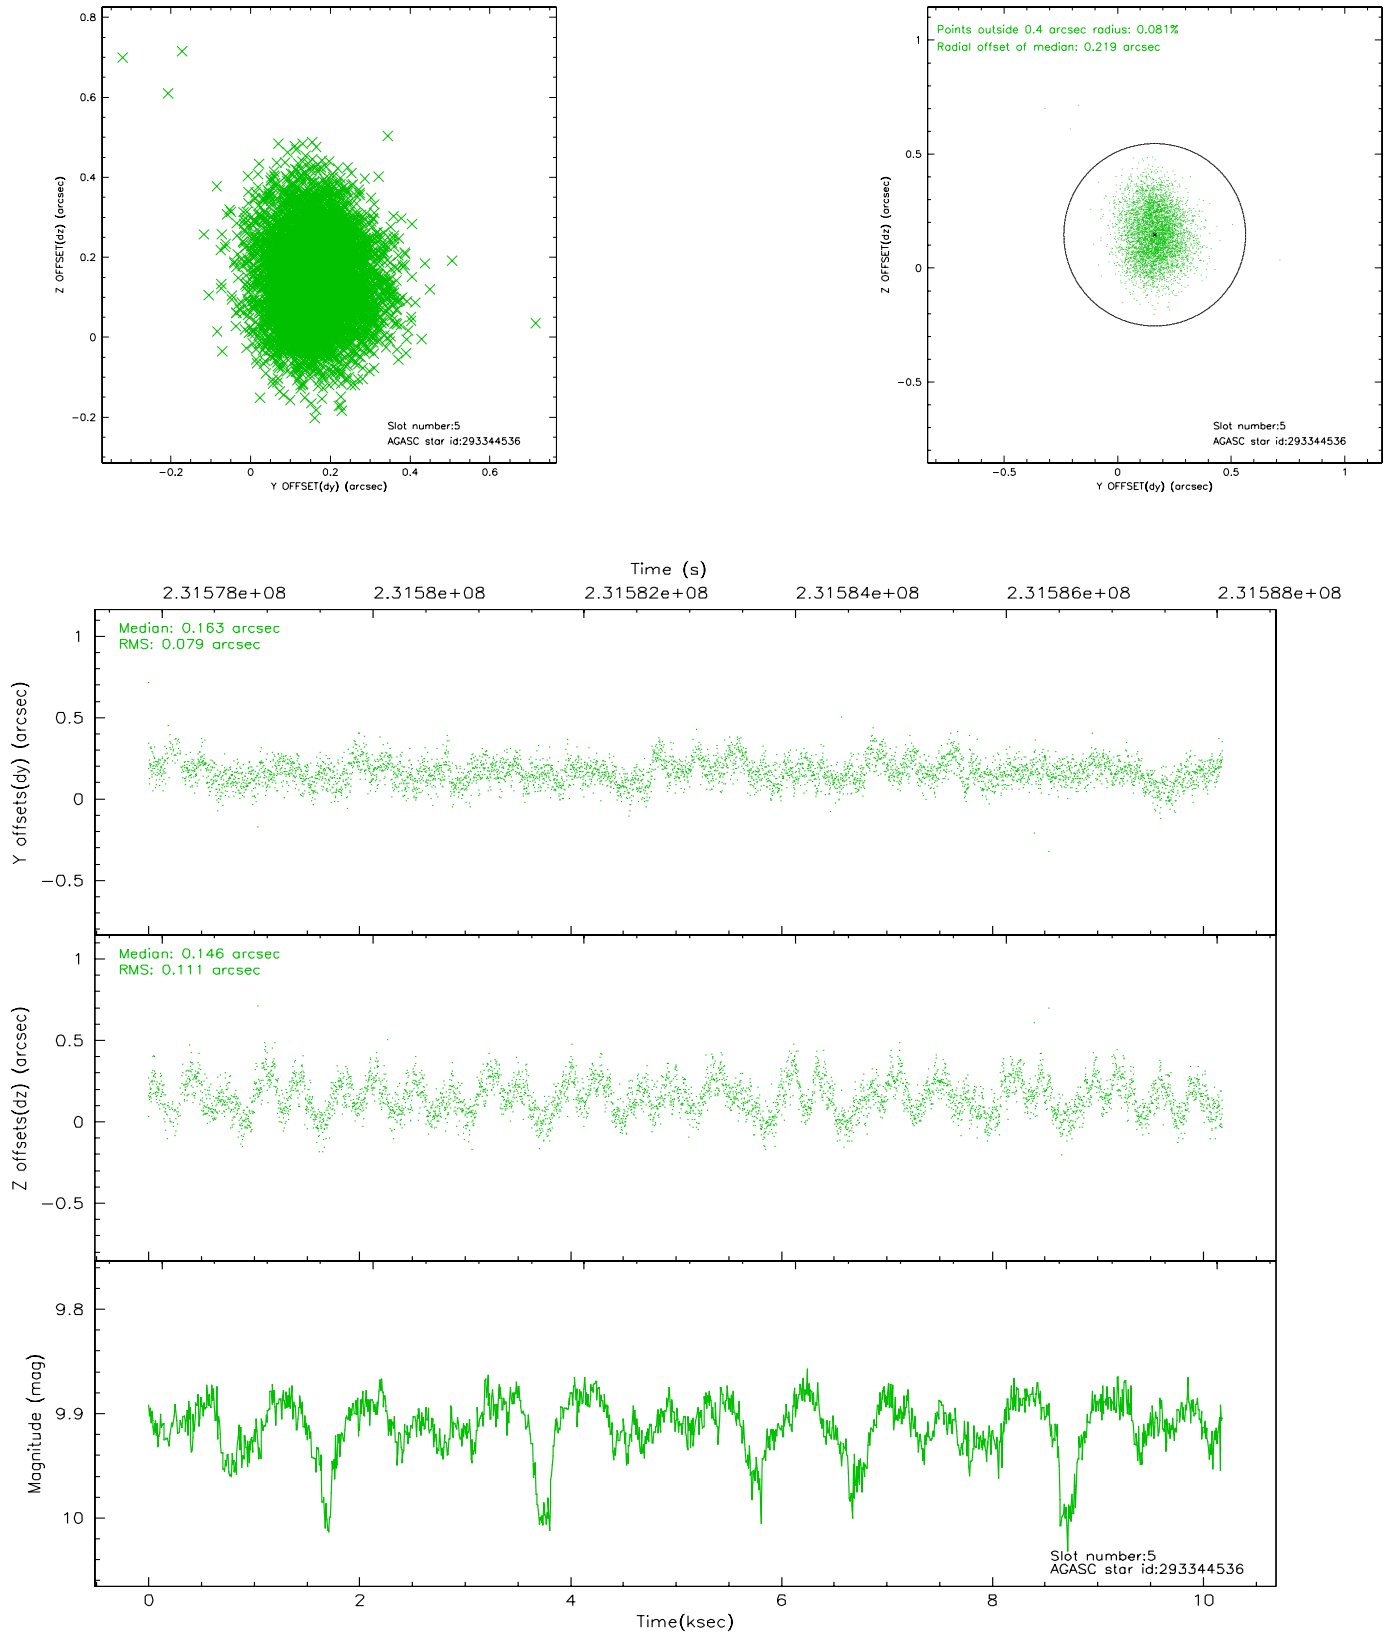 0.8
0.6
0.4
0.2
0
−0.2
Z OFFSET(dz) (arcsec)
−0.2 0 0.2 0.4 0.6
Y OFFSET(dy) (arcsec)
Slot number:5
AGASC star id:293344536
Points outside 0.4 arcsec radius: 0.081%
Radial offset of median: 0.219 arcsec
1
0.5
0
−0.5
Z OFFSET(dz) (arcsec)
−0.5 0 0.5 1
Y OFFSET(dy) (arcsec)
Slot number:5
AGASC star id:293344536
Time (s)
2.31578e+08 2.3158e+08 2.31582e+08 2.31584e+08 2.31586e+08 2.31588e+08
Median: 0.163 arcsec
RMS: 0.079 arcsec
1
0.5
0
−0.5
Y offsets(dy) (arcsec)
Median: 0.146 arcsec
RMS: 0.111 arcsec
1
0.5
0
−0.5
Z offsets(dz) (arcsec)
9.8
9.9
10
Magnitude (mag)
Slot number:5
AGASC star id:293344536
0 2 4 6 8 10
Time(ksec)